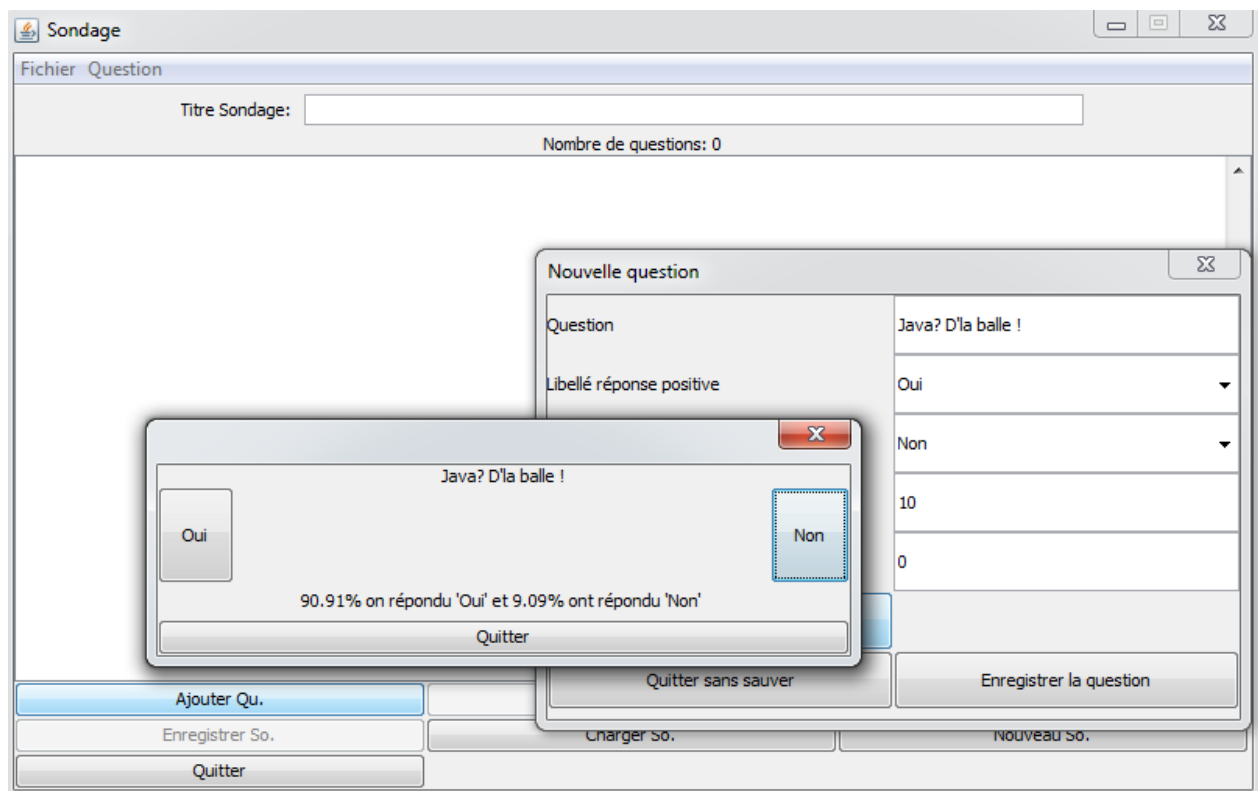 Sondage
Fichier Question
Titre Sondage:
Nombre de questions: 0
Nouvelle question
Question
Java? D'la balle !
Libellé réponse positive
Oui
Non
10
0
Java? D'la balle !
Oui
Non
90.91% on répondu 'Oui' et 9.09% ont répondu 'Non'
Quitter
Quitter sans sauver
Enregistrer la question
Ajouter Qu.
Enregistrer So.
Charger So.
Nouveau So.
Quitter